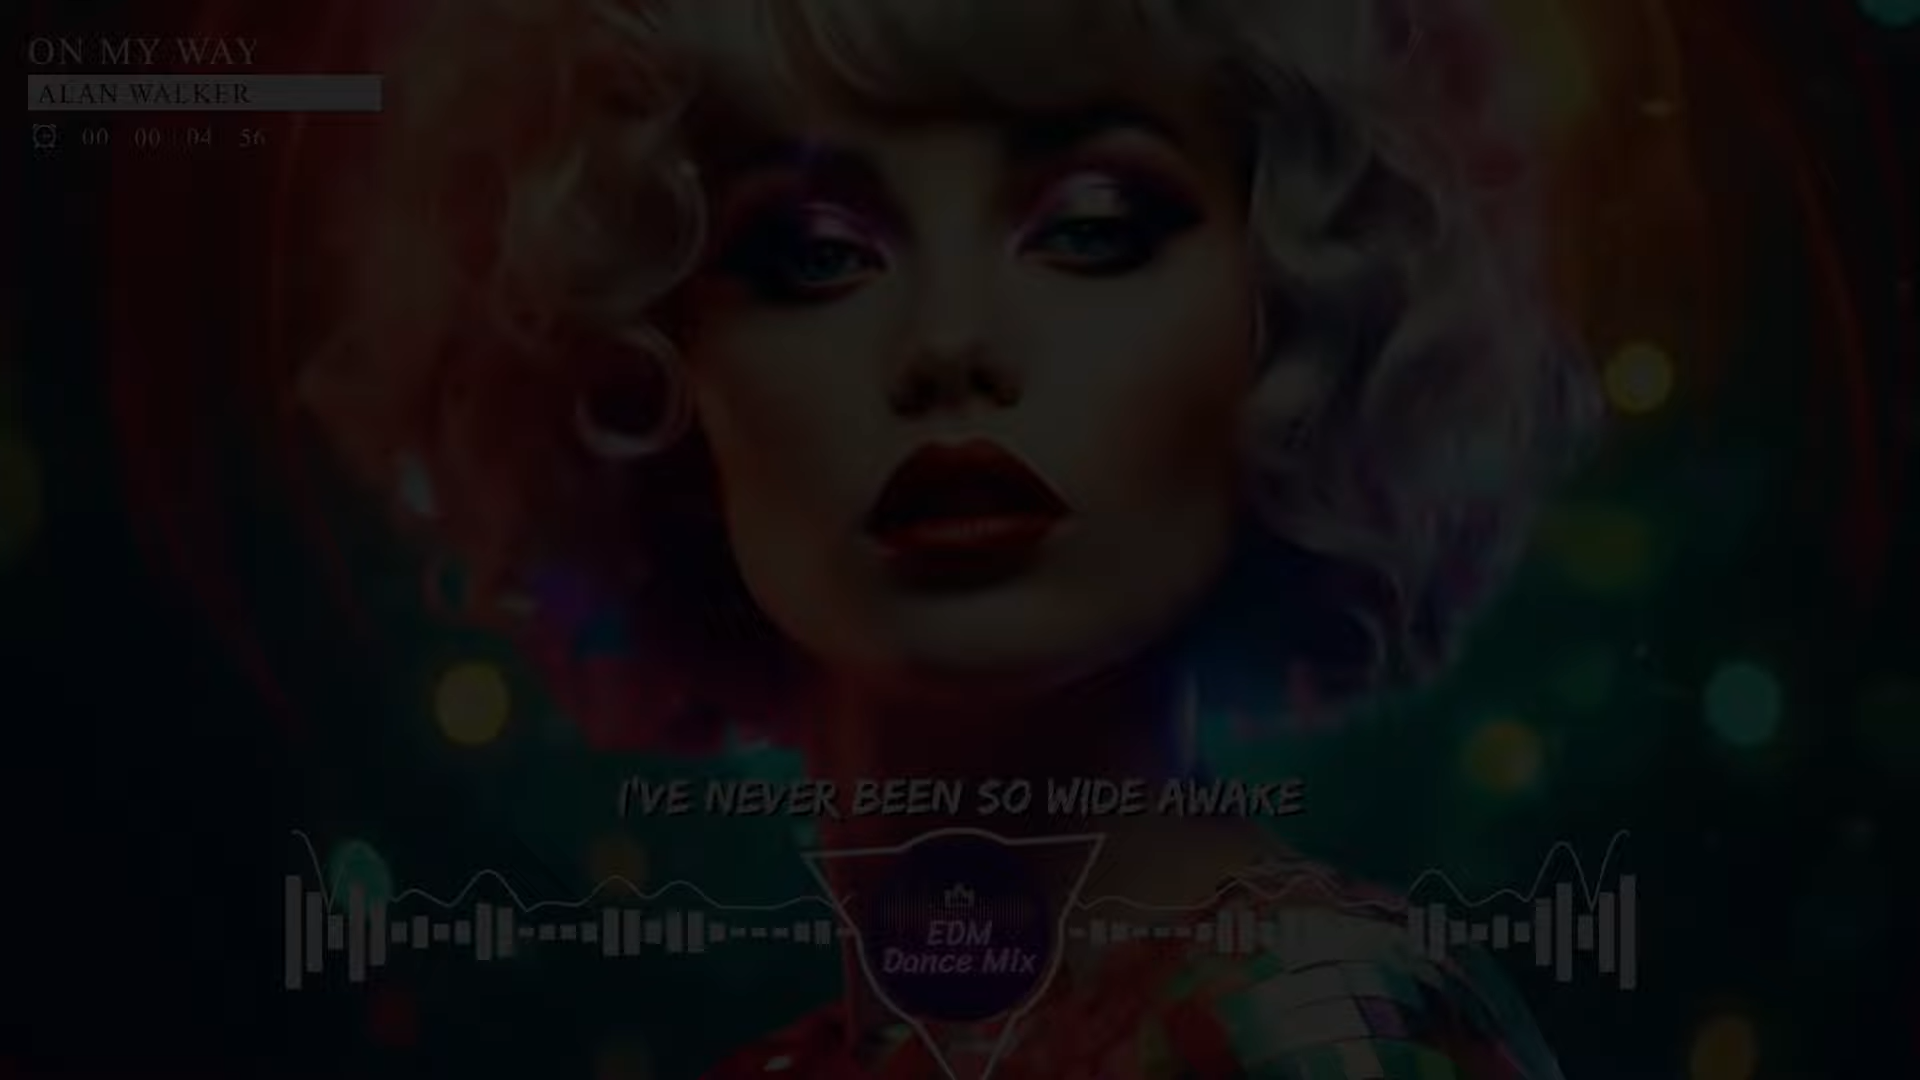 ON MY WAY
ALAN WALKER
00 00 04 56
I'VE NEVER BEEN SO WIDE AWAKE
EDM
Dance Mix